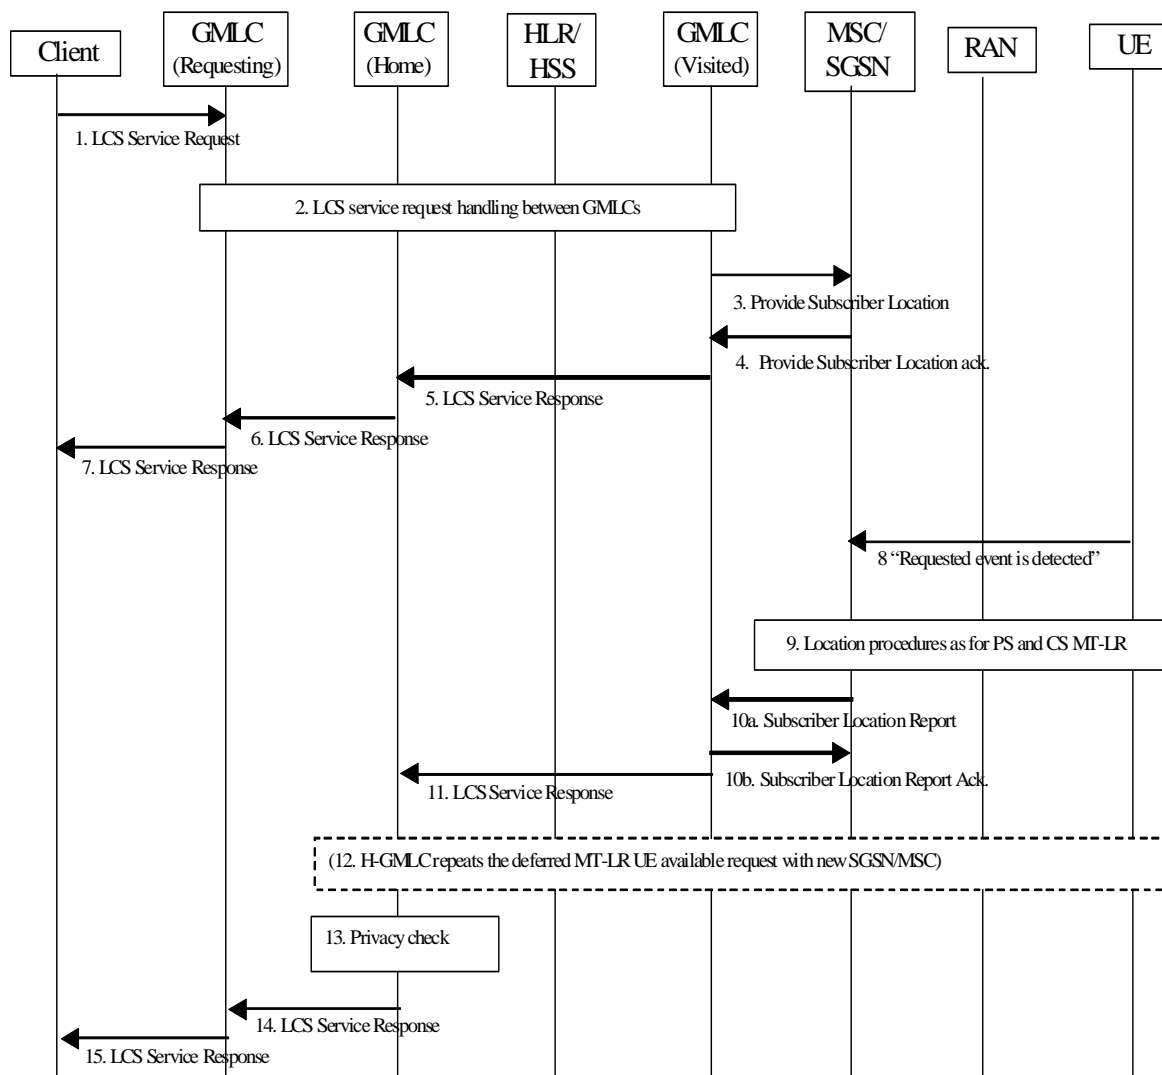 Client
GMLC
(Requesting)
GMLC
(Home)
HLR/
HSS
GMLC
(Visited)
MSC/
SGSN
RAN
UE
1. LCS Service Request
2. LCS service request handling between GMLCs
3. Provide Subscriber Location
4. Provide Subscriber Location ack.
5. LCS Service Response
6. LCS Service Response
7. LCS Service Response
8 “Requested event is detected”
9. Location procedures as for PS and CS MT-LR
10a. Subscriber Location Report
10b. Subscriber Location Report Ack.
11. LCS Service Response
(12. H-GMLC repeats the deferred MT-LR UE available request with new SGSN/MSC)
13. Privacy check
14. LCS Service Response
15. LCS Service Response